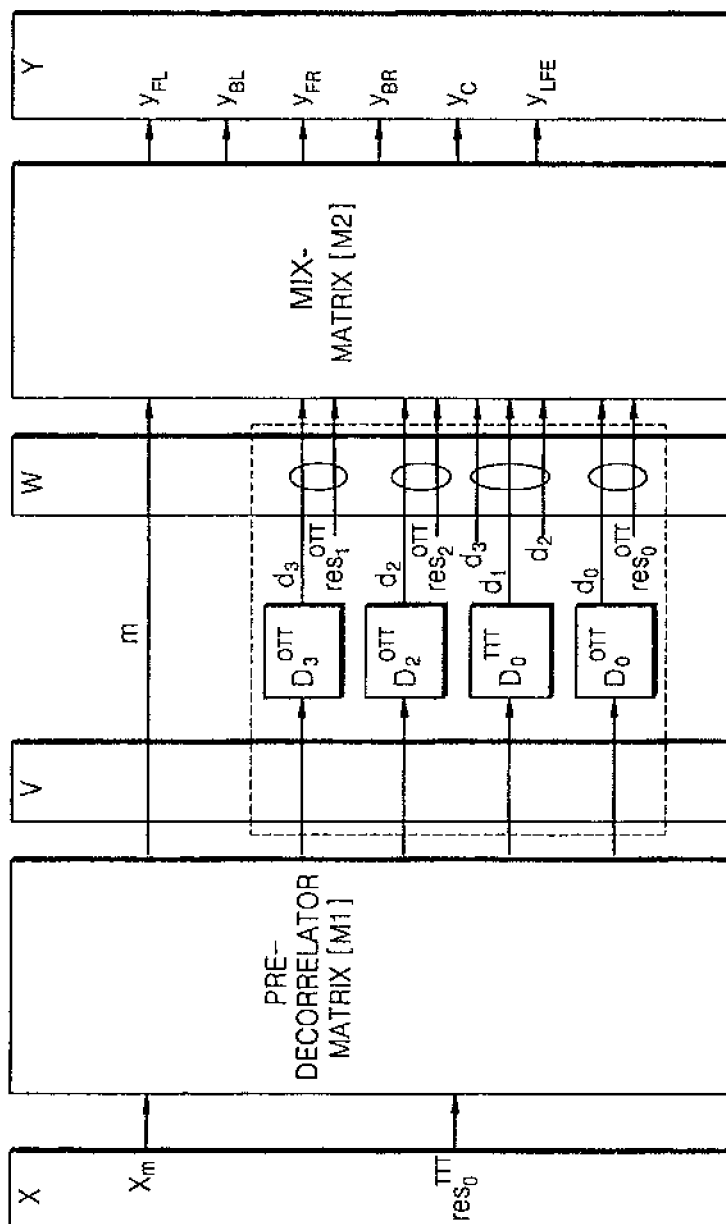 X
X_m
res_0^TTT
PRE-
DECORRELATOR
MATRIX [M1]
V
m
D_3^OTT
D_2^OTT
D_0^TTT
D_0^OTT
d_3
res_1^OTT
d_2
res_2^OTT
d_3
d_1
d_2
d_0
res_0^OTT
W
MIX-
MATRIX [M2]
Y
y_FL
y_BL
y_FR
y_BR
y_C
y_LFE